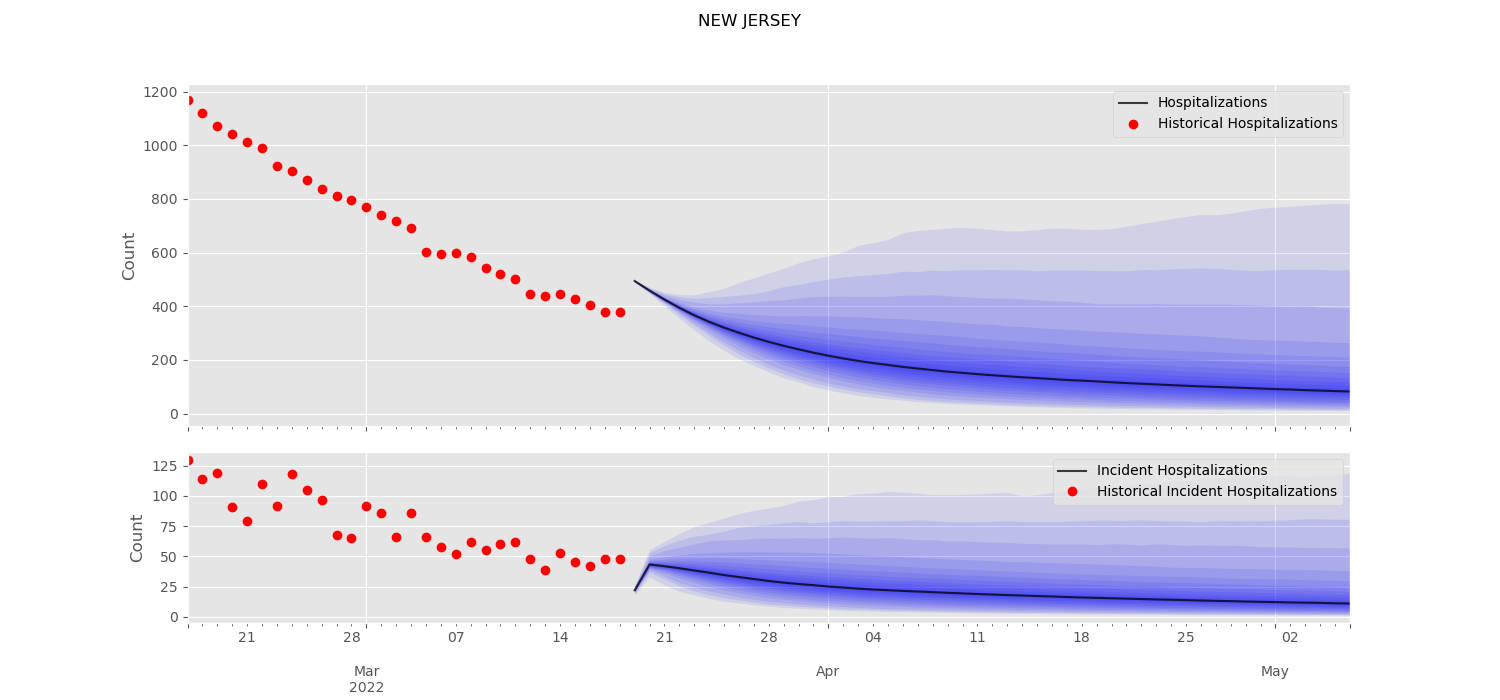 NEW JERSEY
1200
1000
800
600
400
200
0
Count
Hospitalizations
Historical Hospitalizations
125
100
75
50
25
0
Count
Incident Hospitalizations
Historical Incident Hospitalizations
21 28 07 14 21 28 04 11 18 25 02
Mar Apr May
2022